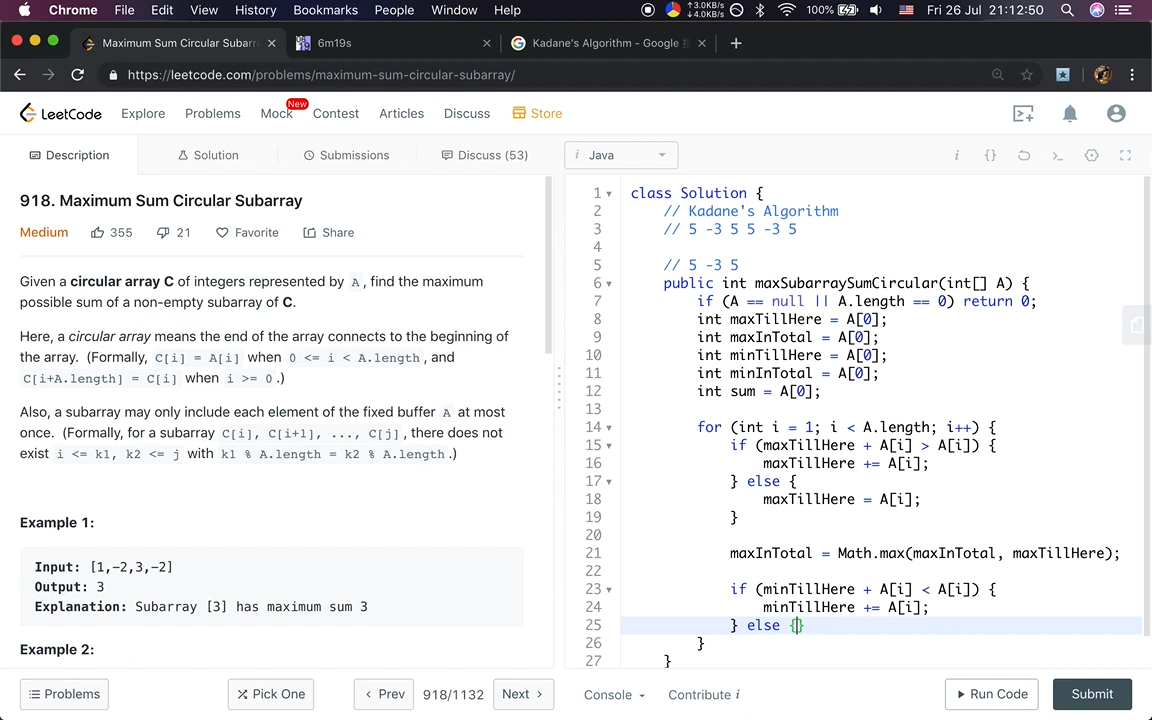 Chrome File Edit View History Bookmarks People Window Help
↑3.0KB/s
↓4.0KB/s
100%
Fri 26 Jul 21:12:50
Maximum Sum Circular Subarr
6m19s
Kadane's Algorithm - Google
https://leetcode.com/problems/maximum-sum-circular-subarray/
LeetCode Explore Problems Mock New Contest Articles Discuss Store
Description Solution Submissions Discuss (53)
i Java
918. Maximum Sum Circular Subarray
Medium 355 21 Favorite Share
Given a circular array C of integers represented by A, find the maximum
possible sum of a non-empty subarray of C.
Here, a circular array means the end of the array connects to the beginning of
the array. (Formally, C[i] = A[i] when 0 <= i < A.length, and
C[i+A.length] = C[i] when i >= 0.)
Also, a subarray may only include each element of the fixed buffer A at most
once. (Formally, for a subarray C[i], C[i+1], ..., C[j], there does not
exist i <= k1, k2 <= j with k1 % A.length = k2 % A.length.)
Example 1:
Input: [1,-2,3,-2]
Output: 3
Explanation: Subarray [3] has maximum sum 3
Example 2:
1 class Solution {
2 // Kadane's Algorithm
3 // 5 -3 5 5 -3 5
4
5 // 5 -3 5
6 public int maxSubarraySumCircular(int[] A) {
7 if (A == null || A.length == 0) return 0;
8 int maxTillHere = A[0];
9 int maxInTotal = A[0];
10 int minTillHere = A[0];
11 int minInTotal = A[0];
12 int sum = A[0];
13
14 for (int i = 1; i < A.length; i++) {
15 if (maxTillHere + A[i] > A[i]) {
16 maxTillHere += A[i];
17 } else {
18 maxTillHere = A[i];
19 }
20
21 maxInTotal = Math.max(maxInTotal, maxTillHere);
22
23 if (minTillHere + A[i] < A[i]) {
24 minTillHere += A[i];
25 } else {}
26 }
27 }
Problems Pick One Prev 918/1132 Next Console Contribute i Run Code Submit